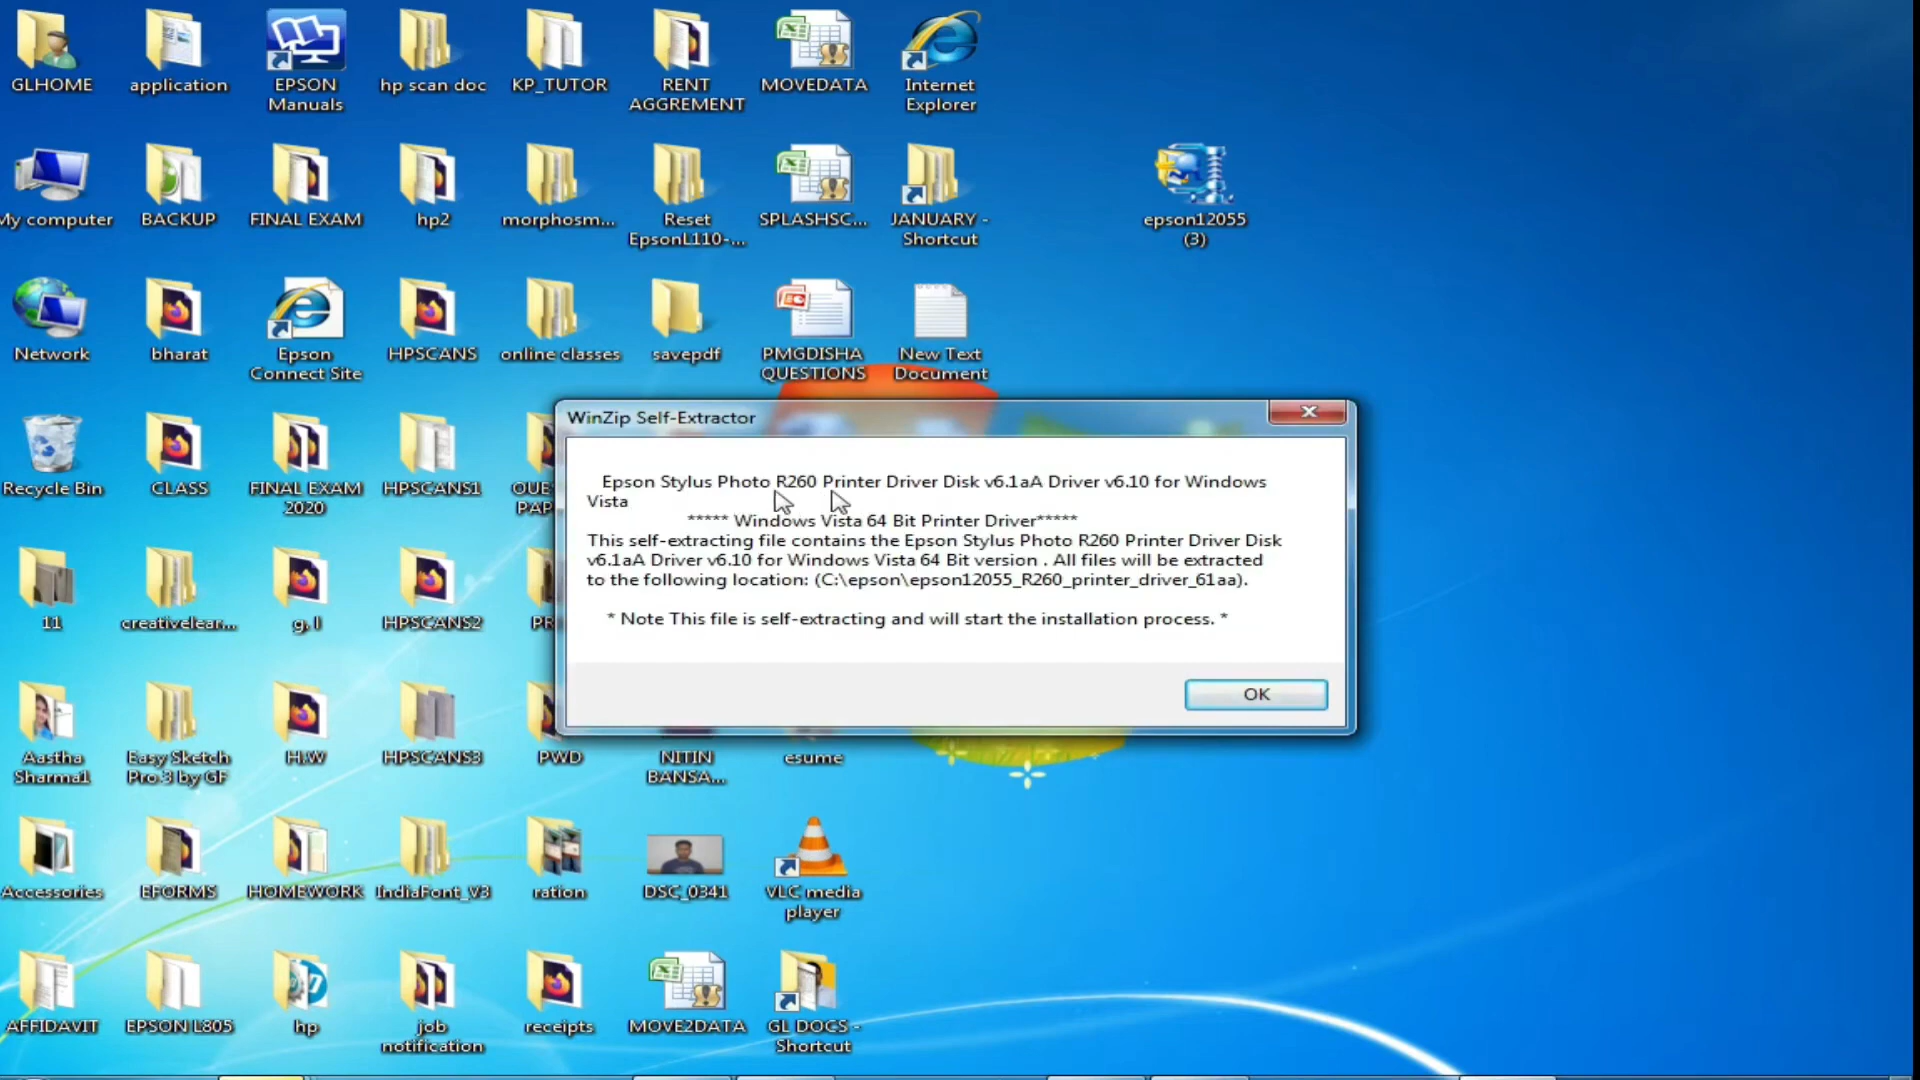 GLHOME
application
EPSON
Manuals
hp scan doc
KP_TUTOR
RENT
AGGREMENT
MOVEDATA
Internet
Explorer
My computer
BACKUP
FINAL EXAM
hp2
morphosm...
Reset
EpsonL110-...
SPLASHSC...
JANUARY -
Shortcut
epson12055
(3)
Network
bharat
Epson
Connect Site
HPSCANS
online classes
savepdf
PMGDISHA
QUESTIONS
New Text
Document
WinZip Self-Extractor
Epson Stylus Photo R260 Printer Driver Disk v6.1aA Driver v6.10 for Windows
Vista
***** Windows Vista 64 Bit Printer Driver*****
This self-extracting file contains the Epson Stylus Photo R260 Printer Driver Disk
v6.1aA Driver v6.10 for Windows Vista 64 Bit version . All files will be extracted
to the following location: (C:\epson\epson12055_R260_printer_driver_61aa).
* Note This file is self-extracting and will start the installation process. *
OK
Recycle Bin
CLASS
FINAL EXAM
2020
HPSCANS1
QUES
PAP
11
creativelear...
g, l
HPSCANS2
PR
Aastha
Sharma1
Easy Sketch
Pro.3 by GF
H.W
HPSCANS3
PWD
NITIN
BANSA...
esume
Accessories
EFORMS
HOMEWORK
IndiaFont_V3
ration
DSC_0341
VLC media
player
AFFIDAVIT
EPSON L805
hp
job
notification
receipts
MOVE2DATA
GL DOCS -
Shortcut